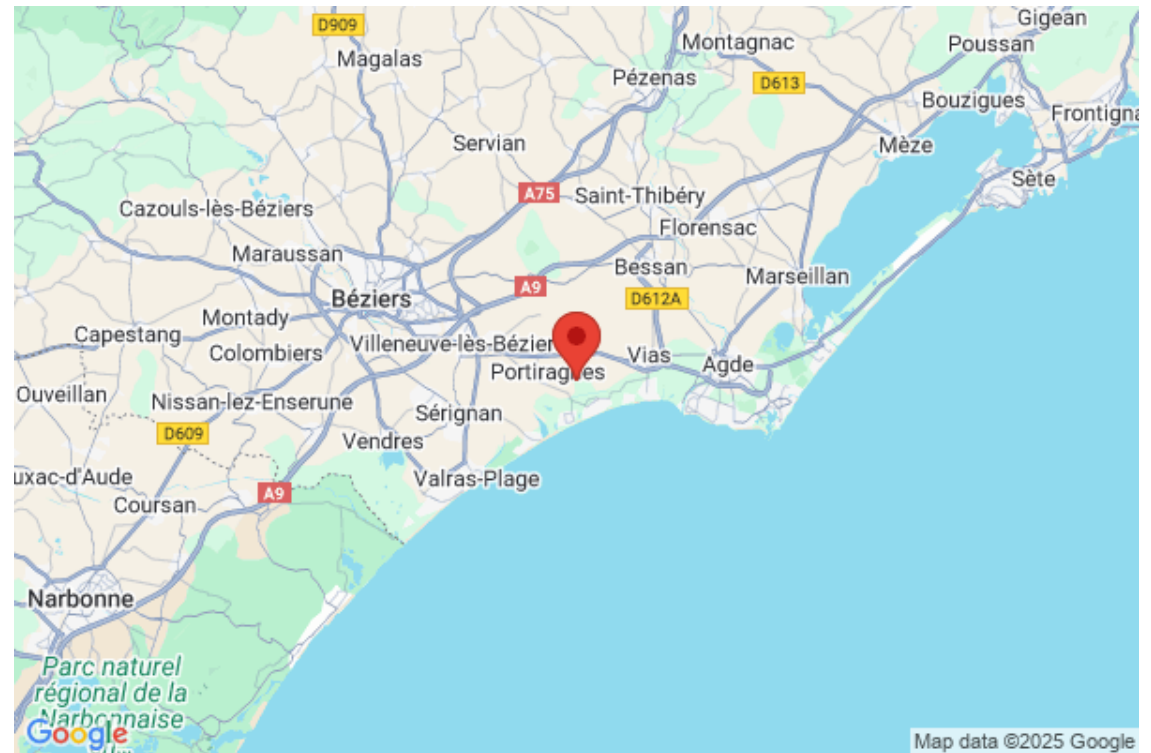 D909
Gigean
Magalas
Montagnac
Poussan
Pézenas
D613
Bouzigues
Frontigna
Servian
Mèze
A75
Saint-Thibéry
Sète
Cazouls-lès-Béziers
Florensac
Maraussan
Bessan
Marseillan
A9
Béziers
D612A
Montady
Capestang
Villeneuve-lès-Bézier
Colombiers
Vias
Agde
Portiragnes
Ouveillan
Nissan-lez-Enserune
Sérignan
D609
Vendres
uxac-d'Aude
Valras-Plage
A9
Coursan
Narbonne
Parc naturel
régional de la
Narbonnaise
Google
Map data ©2025 Google